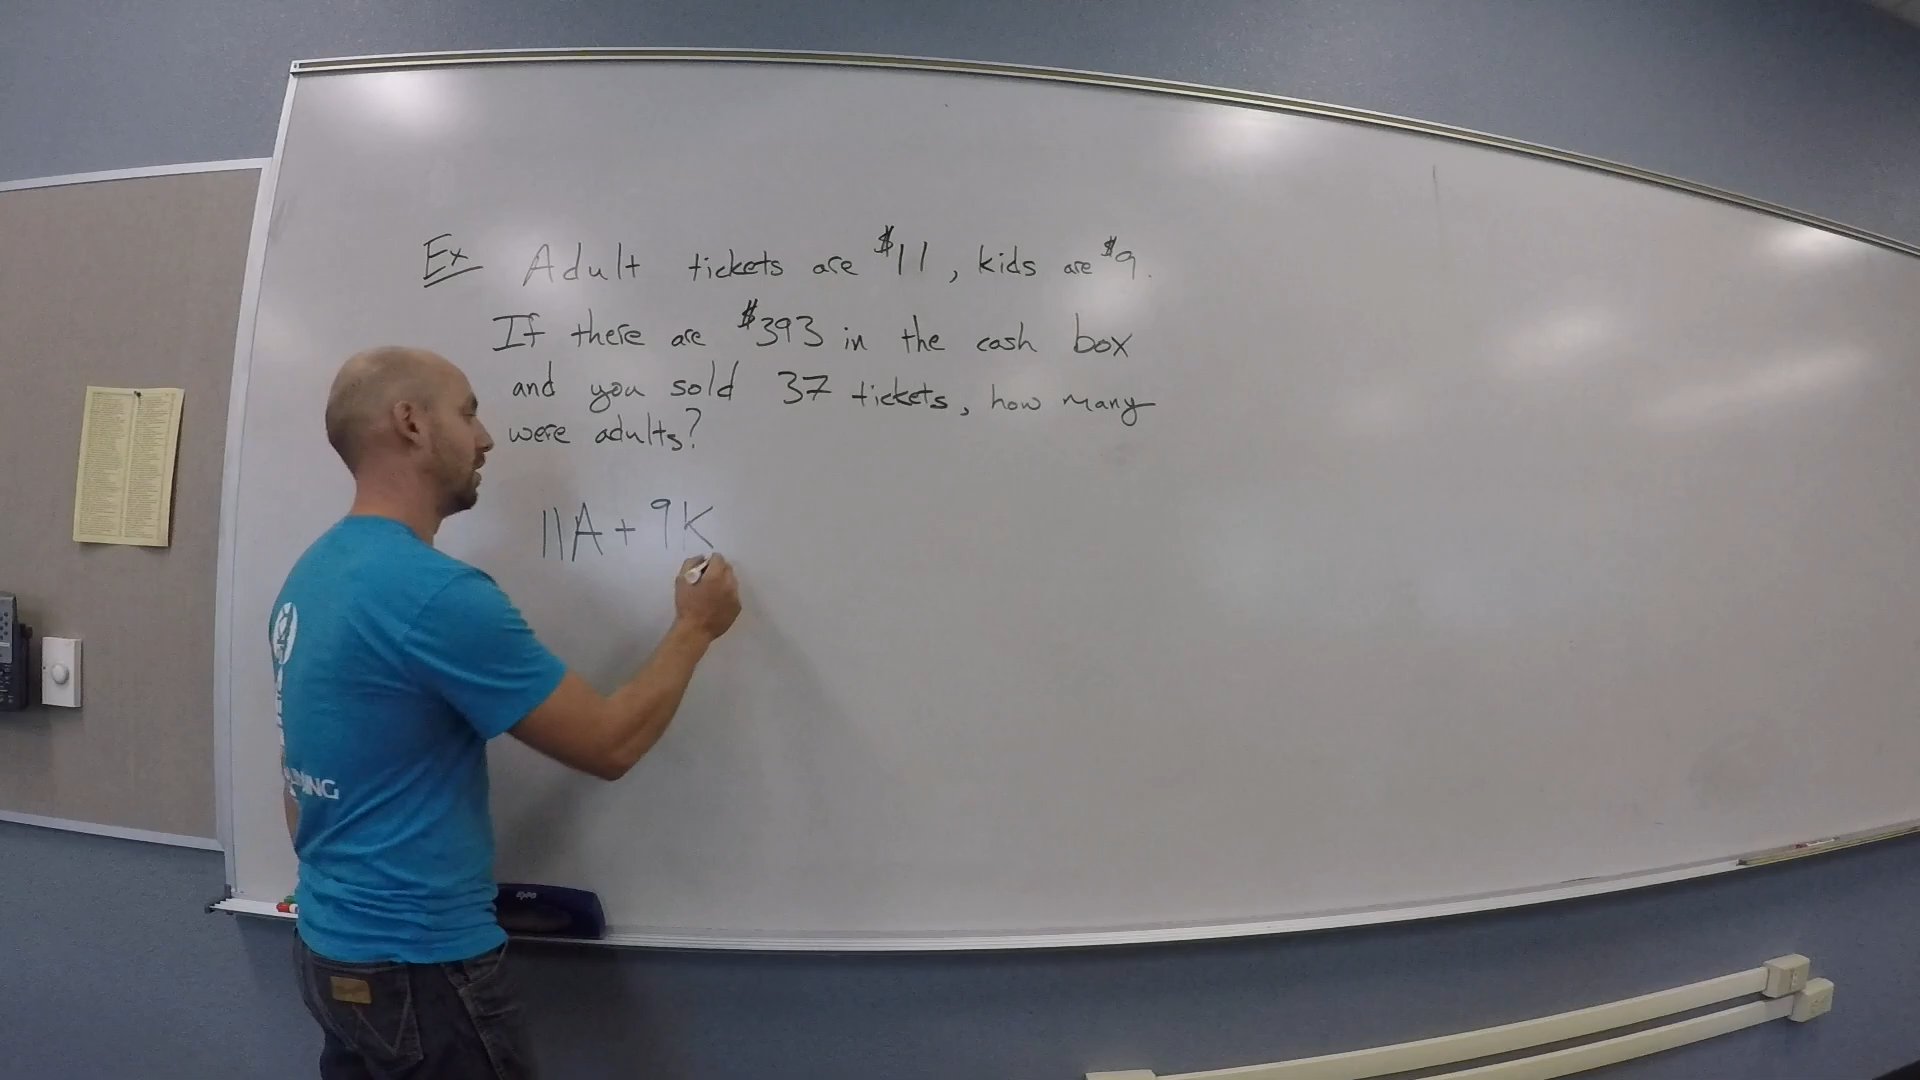 Ex Adult tickets are $11, kids are $9.
If there are $393 in the cash box
and you sold 37 tickets, how many
were adults?
11A + 9K
EXPO